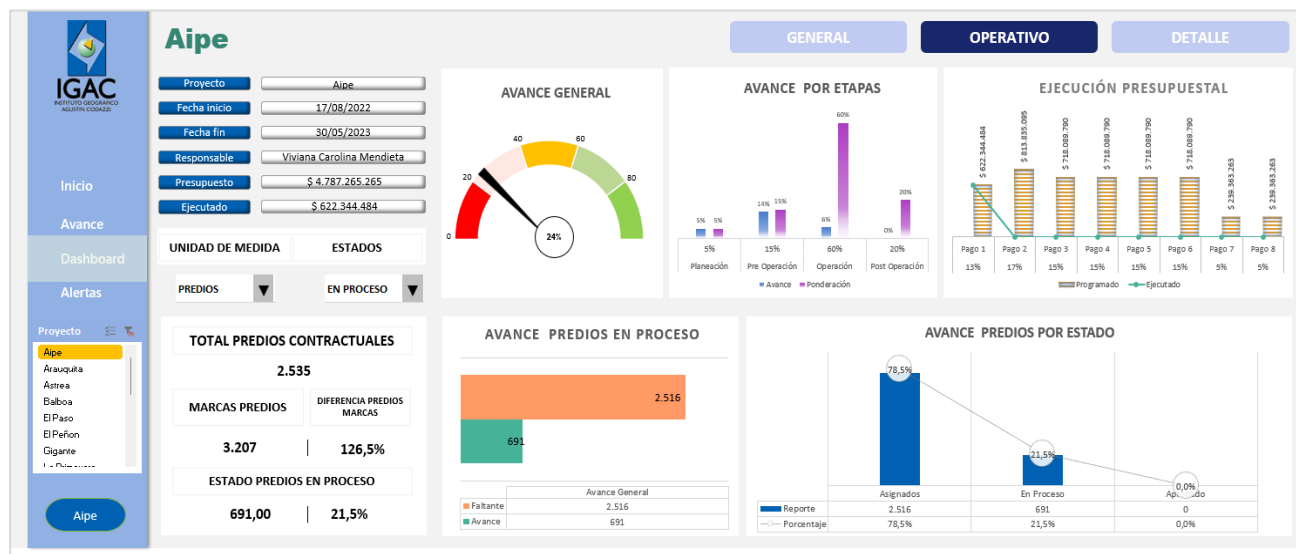 IGAC
INSTITUTO GEOGRÁFICO
AGUSTÍN CODAZZI
Inicio
Avance
Dashboard
Alertas
Proyecto
Aipe
Arauquita
Astrea
Balboa
El Paso
El Peñon
Gigante
Aipe
Aipe
GENERAL
OPERATIVO
DETALLE
Proyecto Aipe
Fecha inicio 17/08/2022
Fecha fin 30/05/2023
Responsable Viviana Carolina Mendieta
Presupuesto $ 4.787.265.265
Ejecutado $ 622.344.484
UNIDAD DE MEDIDA ESTADOS
PREDIOS ▼ EN PROCESO ▼
AVANCE GENERAL
0
20
40
60
80
24%
AVANCE POR ETAPAS
5% 5%
14% 15%
6%
60%
0%
20%
5% 15% 60% 20%
Planeación Pre Operación Operación Post Operación
Avance Ponderación
EJECUCIÓN PRESUPUESTAL
$ 622.344.484
$ 813.835.095
$ 718.089.790
$ 718.089.790
$ 718.089.790
$ 718.089.790
$ 239.363.263
$ 239.363.263
Pago 1 Pago 2 Pago 3 Pago 4 Pago 5 Pago 6 Pago 7 Pago 8
13% 17% 15% 15% 15% 15% 5% 5%
Programado Ejecutado
TOTAL PREDIOS CONTRACTUALES
2.535
MARCAS PREDIOS
DIFERENCIA PREDIOS
MARCAS
3.207 | 126,5%
ESTADO PREDIOS EN PROCESO
691,00 | 21,5%
AVANCE PREDIOS EN PROCESO
2.516
691
Avance General
Faltante 2.516
Avance 691
AVANCE PREDIOS POR ESTADO
78,5%
21,5%
0,0%
Asignados En Proceso
Reporte 2.516 691 0
Porcentaje 78,5% 21,5% 0,0%